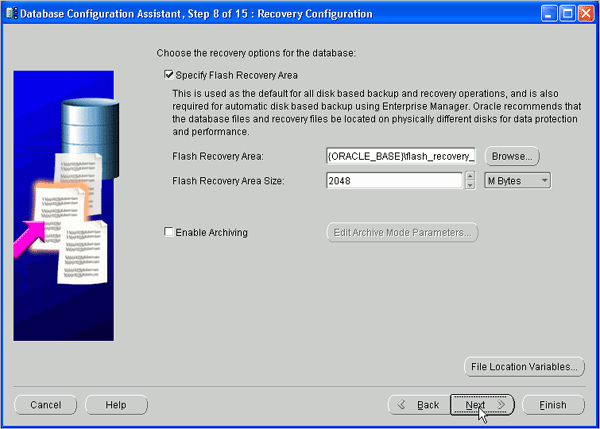 Database Configuration Assistant, Step 8 of 15 : Recovery Configuration
Choose the recovery options for the database:
Specify Flash Recovery Area
This is used as the default for all disk based backup and recovery operations, and is also
required for automatic disk based backup using Enterprise Manager. Oracle recommends that
the database files and recovery files be located on physically different disks for data protection
and performance.
Flash Recovery Area: {ORACLE_BASE}\flash_recovery_ Browse...
Flash Recovery Area Size: 2048 M Bytes
Enable Archiving Edit Archive Mode Parameters...
File Location Variables...
Cancel Help Back Next Finish